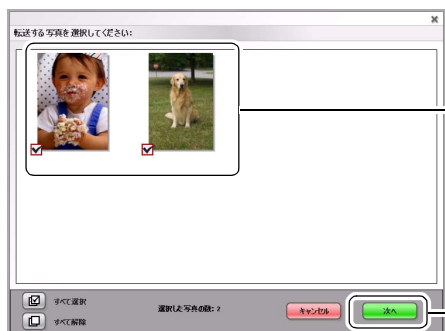 転送する写真を選択してください:
すべて選択
すべて解除
選択した写真の数: 2
キャンセル
次へ